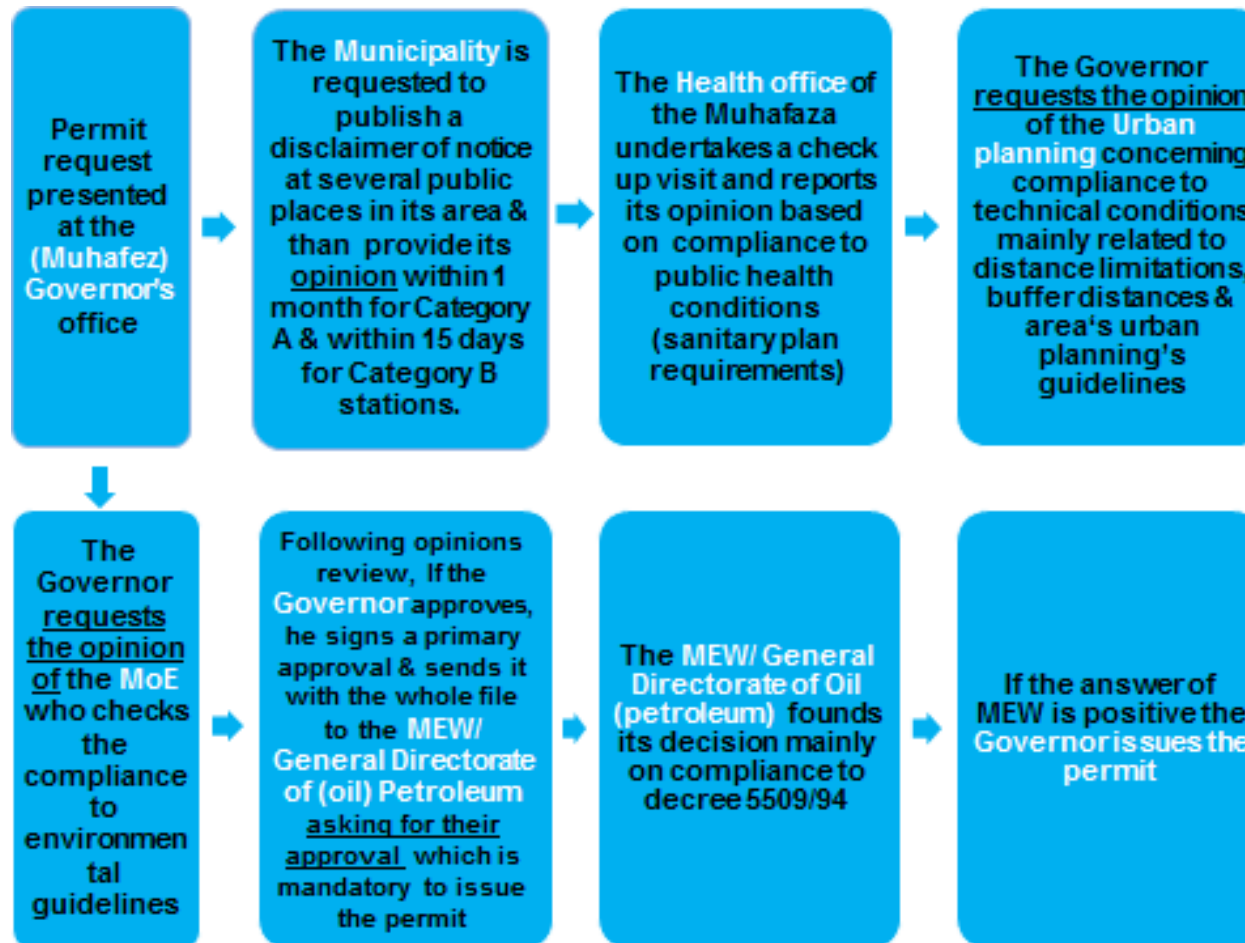 Permit
request
presented
at the
(Muhafez)
Governor's
office
The Municipality is
requested to
publish a
disclaimer of notice
at several public
places in its area &
than provide its
opinion within 1
month for Category
A & within 15 days
for Category B
stations.
The Health office of
the Muhafaza
undertakes a check
up visit and reports
its opinion based
on compliance to
public health
conditions
(sanitary plan
requirements)
The Governor
requests the opinion
of the Urban
planning concerning
compliance to
technical conditions
mainly related to
distance limitations,
buffer distances &
area's urban
planning's
guidelines
The
Governor
requests
the opinion
of the MoE
who checks
the
compliance
to
environmen
tal
guidelines
Following opinions
review, If the
Governor approves,
he signs a primary
approval & sends it
with the whole file
to the MEW/
General Directorate
of (oil) Petroleum
asking for their
approval which is
mandatory to issue
the permit
The MEW/ General
Directorate of Oil
(petroleum) founds
its decision mainly
on compliance to
decree 5509/94
If the answer of
MEW is positive the
Governor issues the
permit